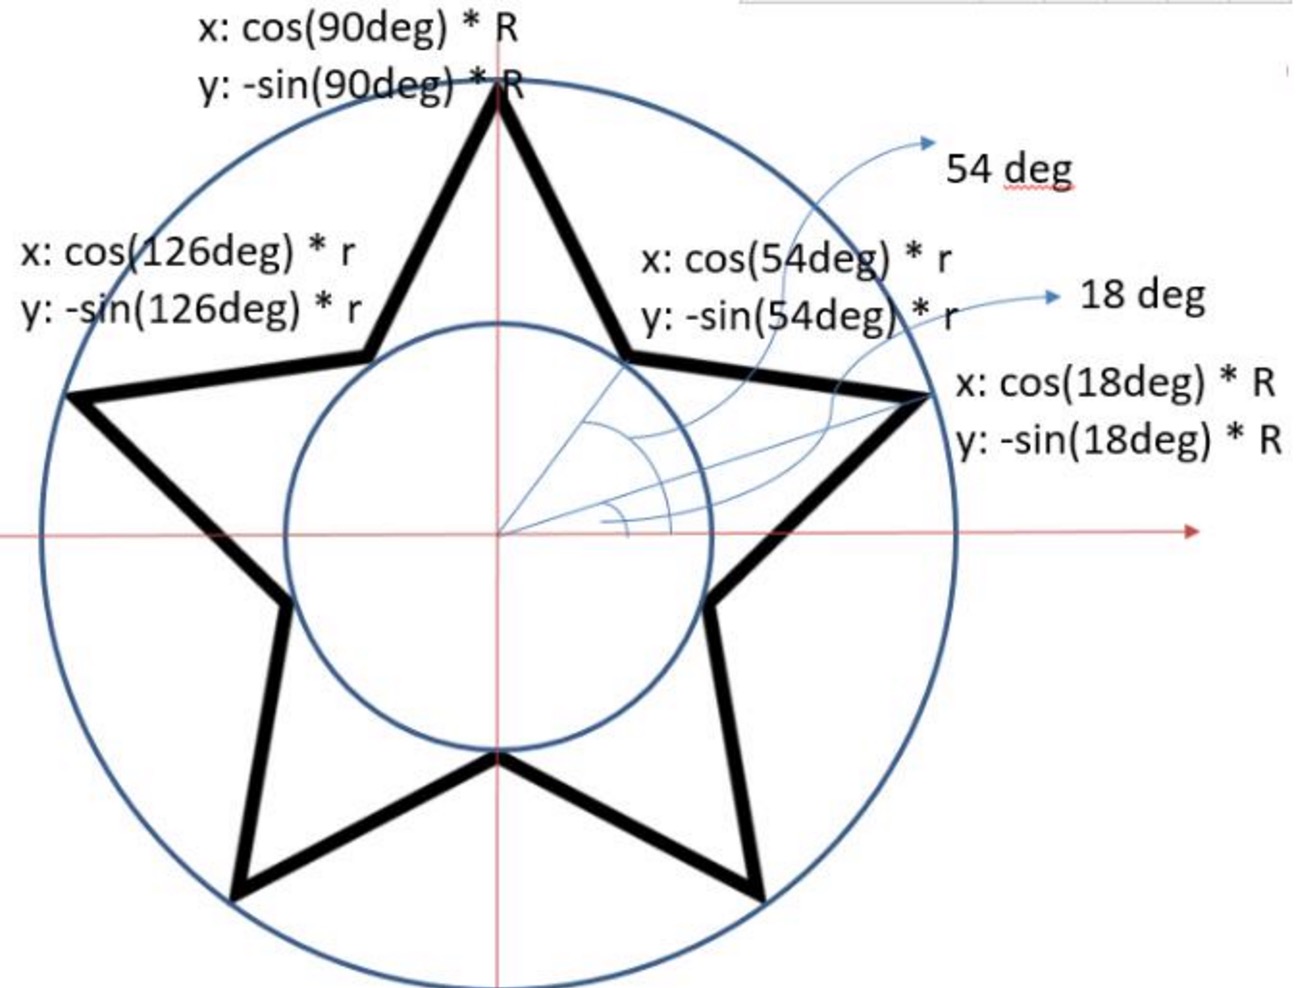 x: cos(90deg) * R
y: -sin(90deg) * R
54 deg
x: cos(126deg) * r
y: -sin(126deg) * r
x: cos(54deg) * r
y: -sin(54deg) * r
18 deg
x: cos(18deg) * R
y: -sin(18deg) * R